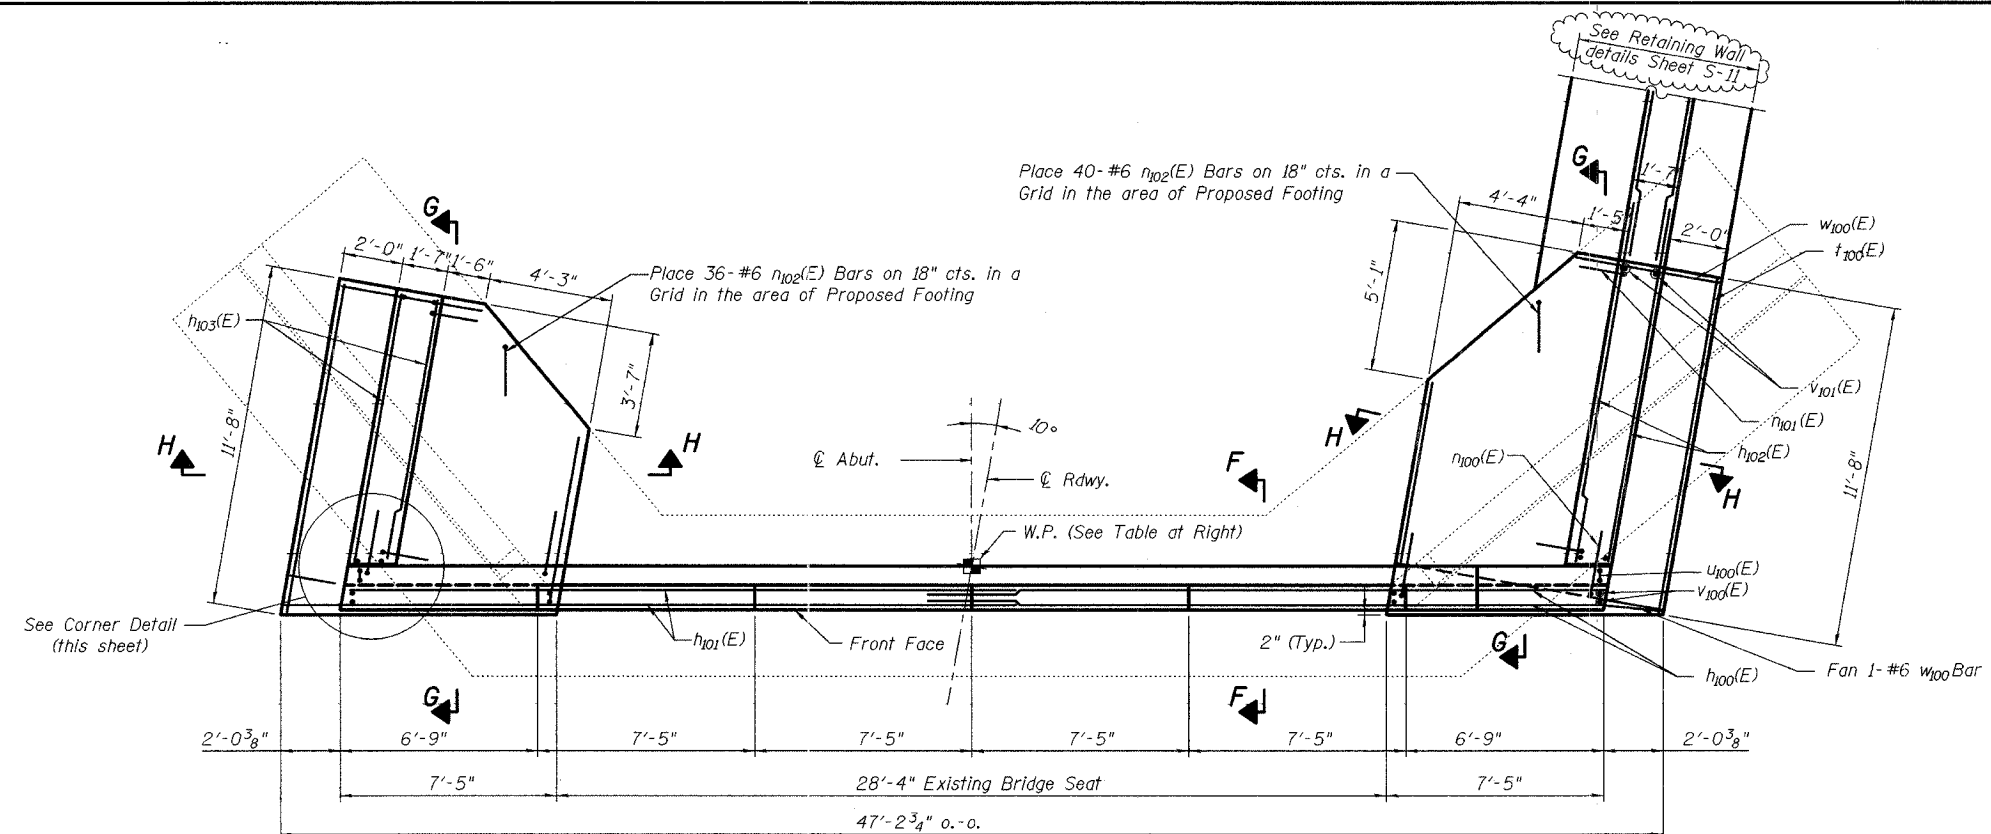 See Retaining Wall
details Sheet S-11
Place 40-#6 n102(E) Bars on 18" cts. in a
Grid in the area of Proposed Footing
G
1'-7"
4'-4"
1'-5"
2'-0"
w100(E)
t100(E)
G
2'-0"
1'-7"
1'-6"
4'-3"
Place 36-#6 n102(E) Bars on 18" cts. in a
Grid in the area of Proposed Footing
5'-1"
h103(E)
3'-7"
11'-8"
v101(E)
n101(E)
10°
H
H
H
H
℄ Abut.
F
℄ Rdwy.
n100(E)
h102(E)
11'-8"
W.P. (See Table at Right)
u100(E)
v100(E)
See Corner Detail
(this sheet)
h101(E)
Front Face
2" (Typ.)
G
h100(E)
Fan 1-#6 w100 Bar
G
F
2'-0 3/8"
6'-9"
7'-5"
7'-5"
7'-5"
7'-5"
6'-9"
2'-0 3/8"
7'-5"
28'-4" Existing Bridge Seat
7'-5"
47'-2 3/4" o.-o.